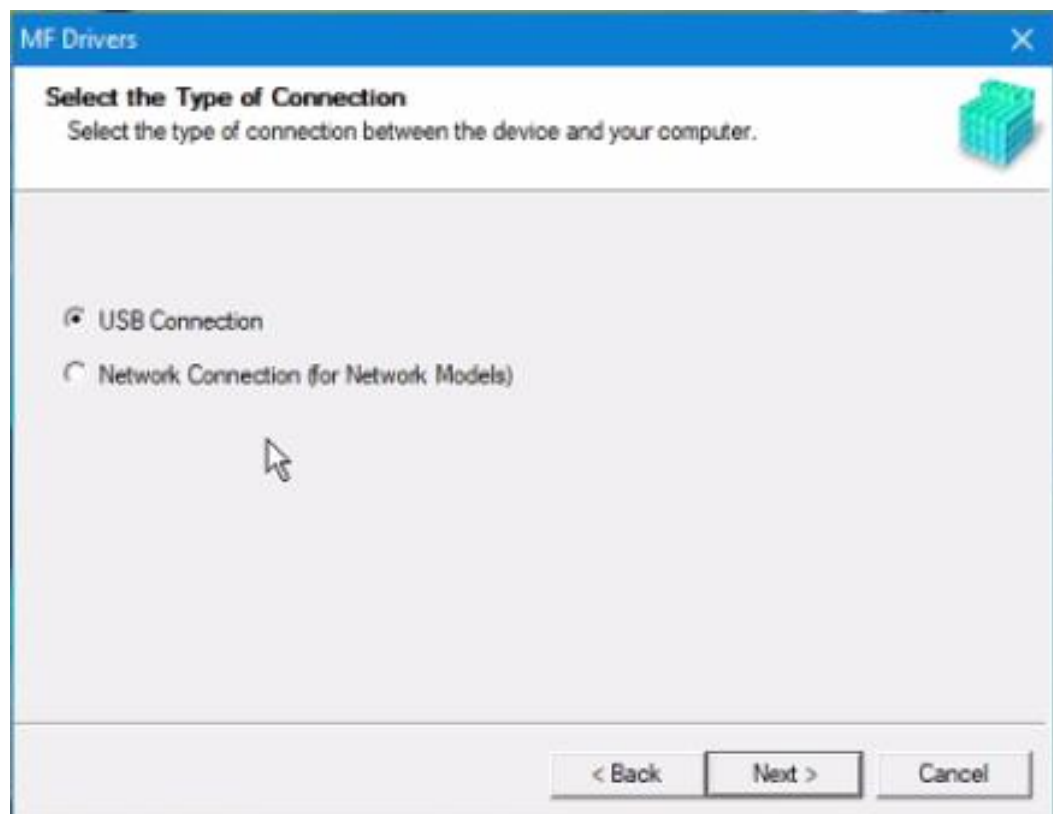 MF Drivers
Select the Type of Connection
Select the type of connection between the device and your computer.
USB Connection
Network Connection (for Network Models)
< Back
Next >
Cancel